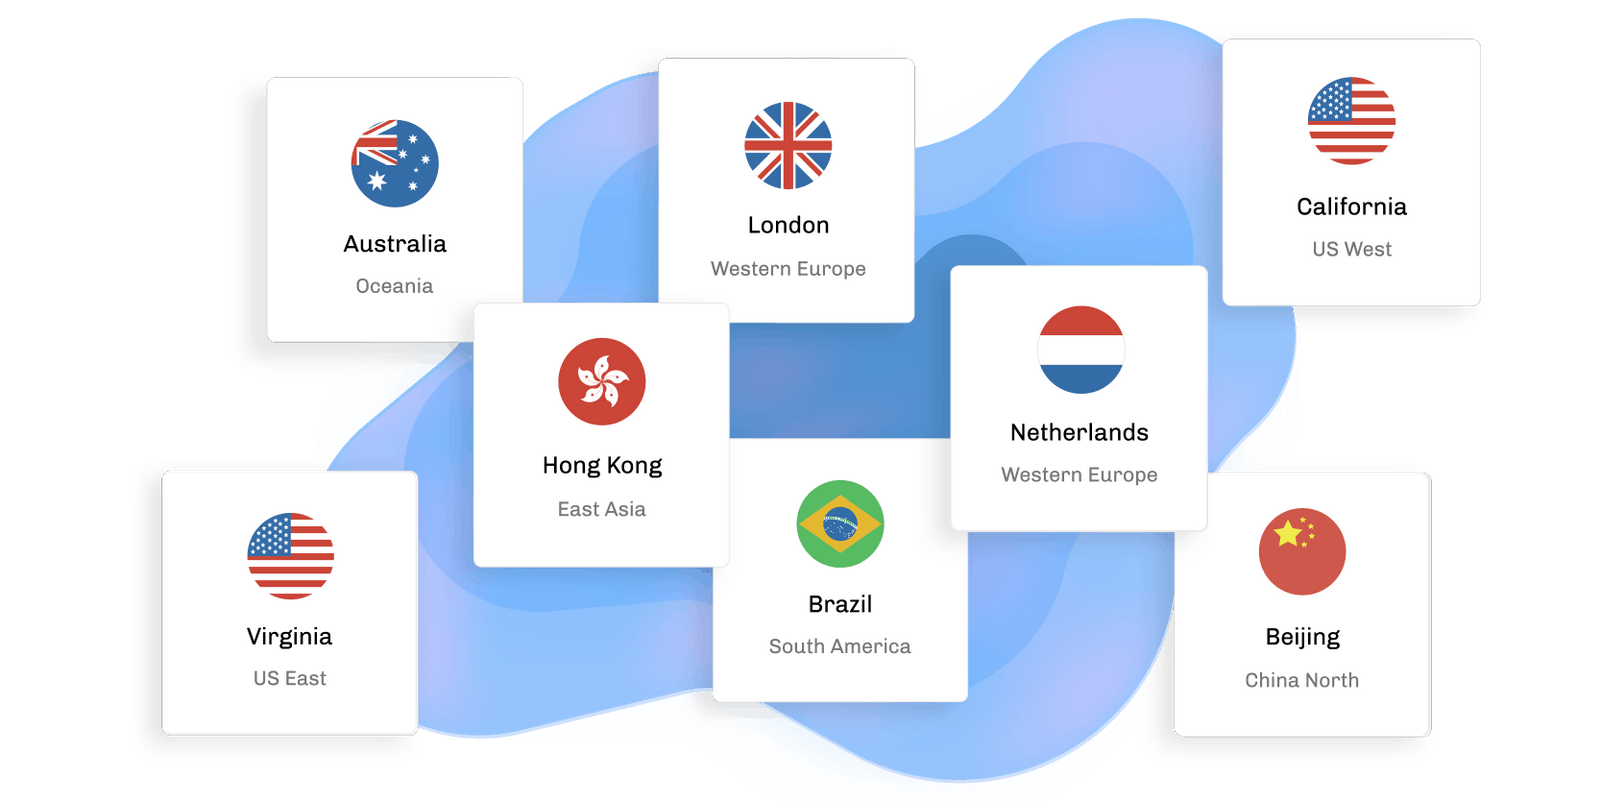 Australia
Oceania
London
Western Europe
California
US West
Hong Kong
East Asia
Netherlands
Western Europe
Virginia
US East
Brazil
South America
Beijing
China North